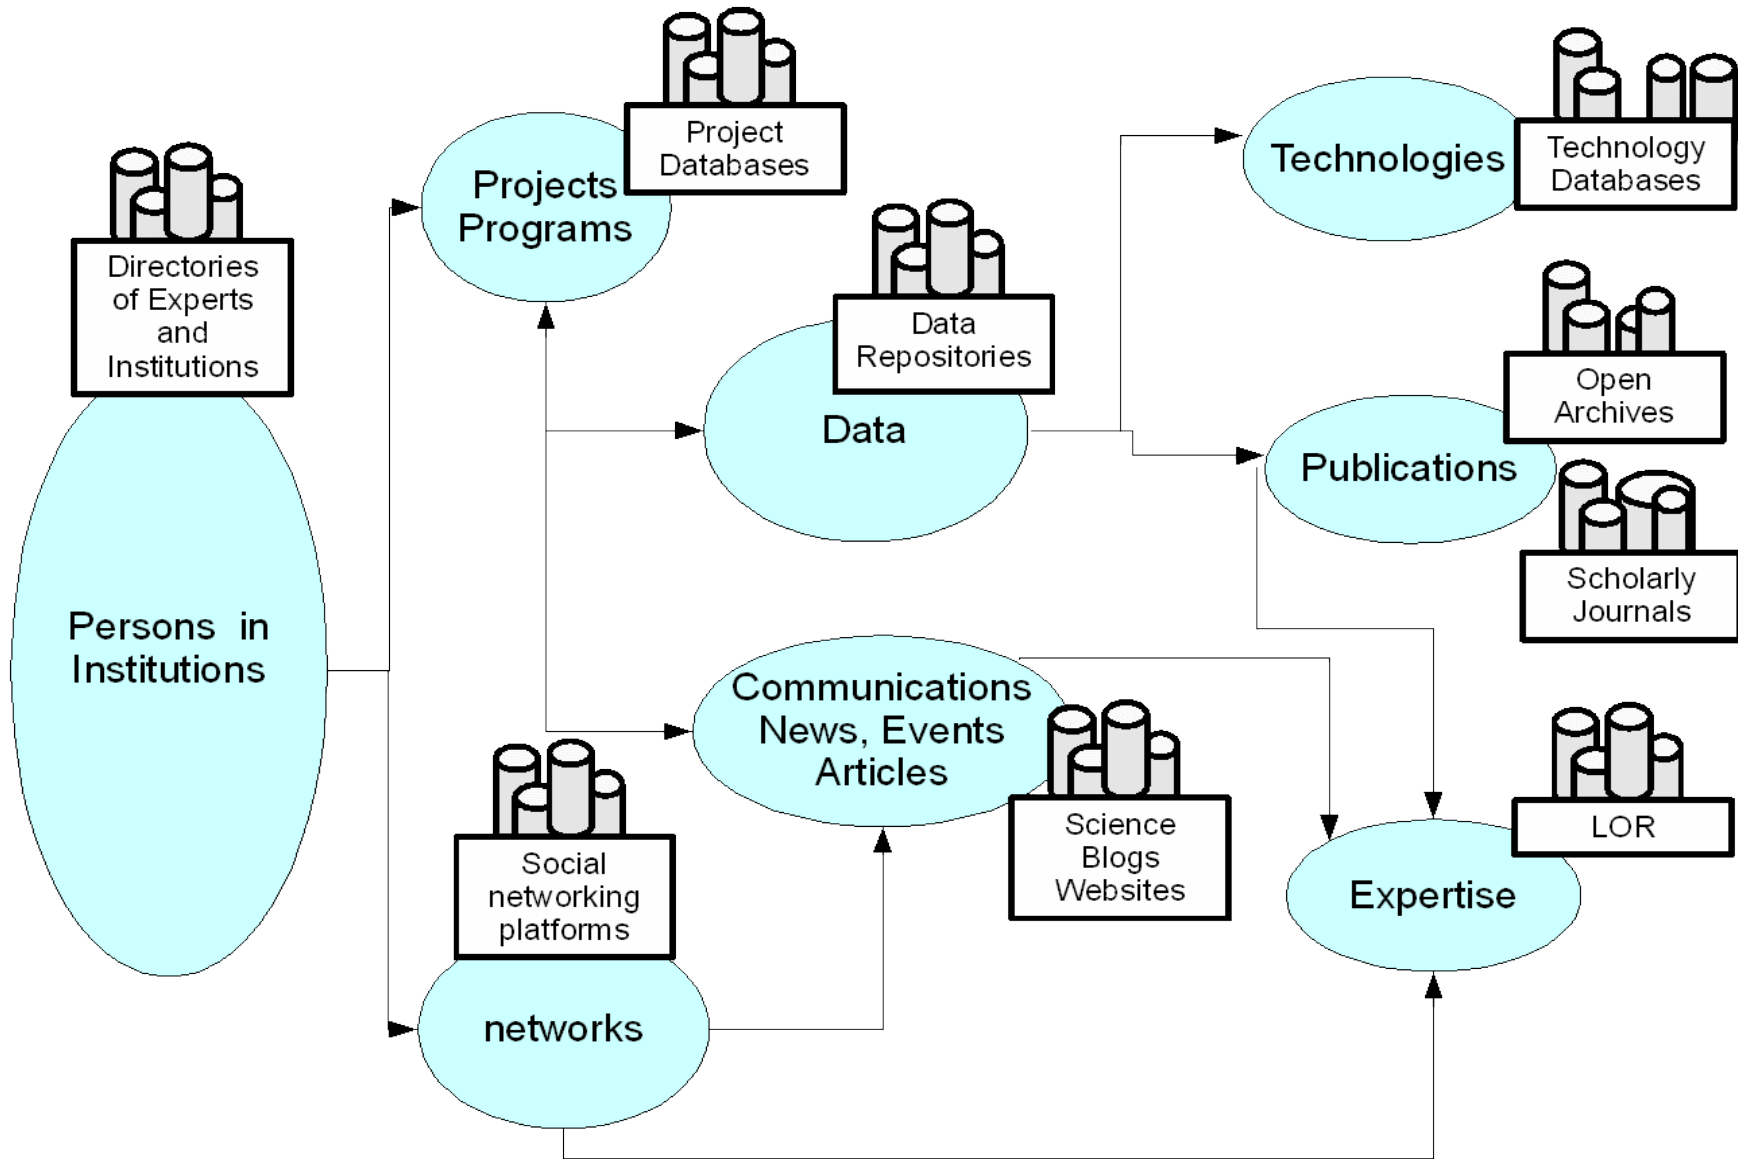 Project
Databases
Projects
Programs
Technologies
Technology
Databases
Directories
of Experts
and
Institutions
Data
Repositories
Data
Open
Archives
Publications
Scholarly
Journals
Persons in
Institutions
Communications
News, Events
Articles
Science
Blogs
Websites
LOR
Expertise
Social
networking
platforms
networks